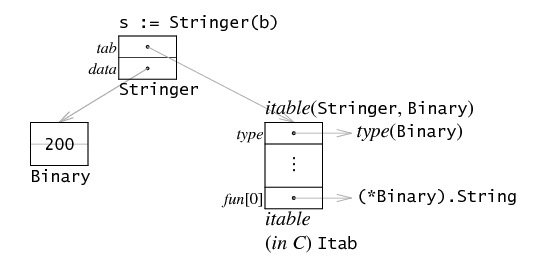 s := Stringer(b)
tab
data
Stringer
itable(Stringer, Binary)
200
type
type(Binary)
Binary
⋮
fun[0]
(*Binary).String
itable
(in C) Itab